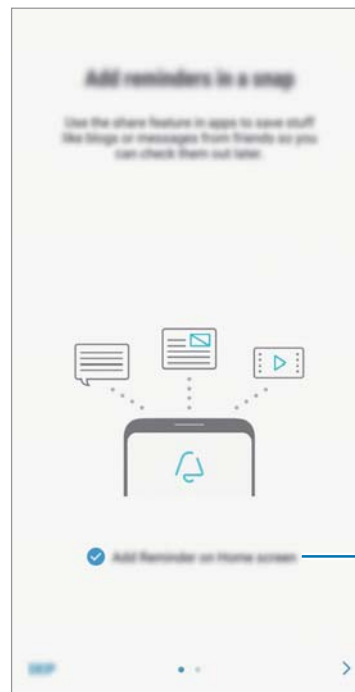 Add reminders in a snap
Use the share feature in apps to save stuff
like blogs or messages from friends so you
can check them out later.
Add Reminder on Home screen
SKIP